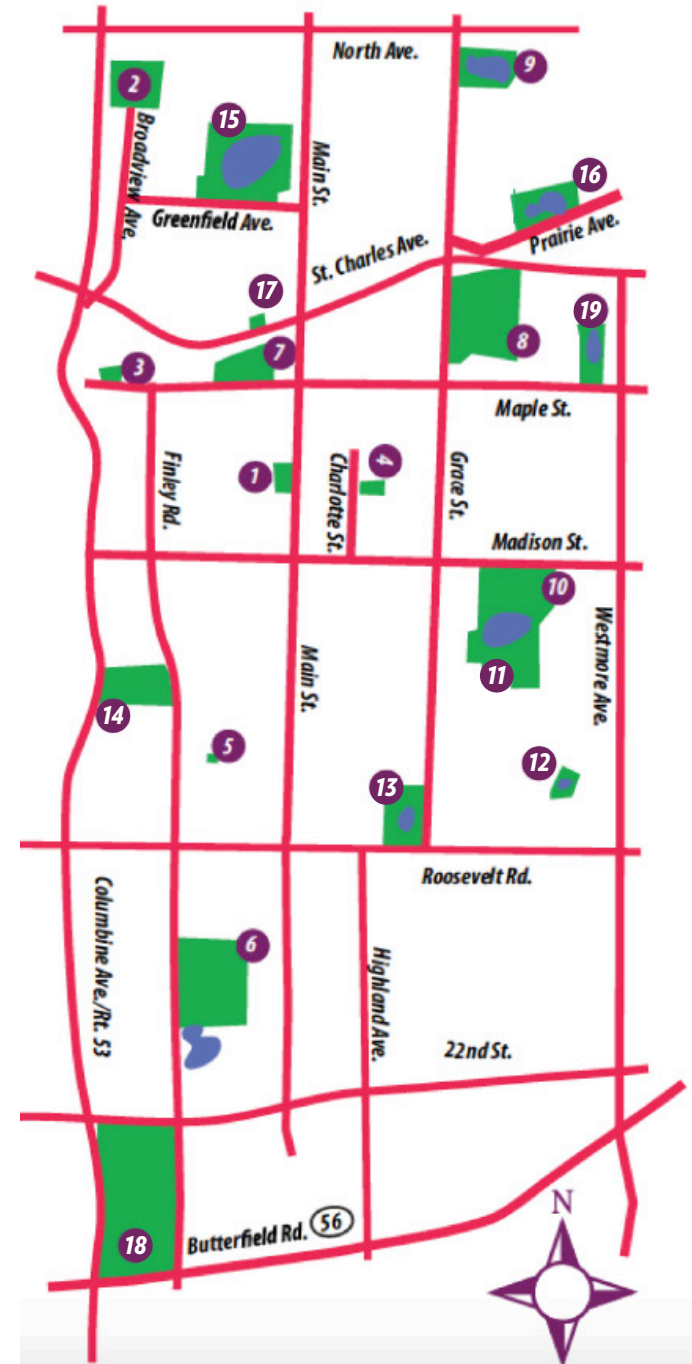 North Ave.
9
2
15
Broadview Ave.
Main St.
16
Greenfield Ave.
Prairie Ave.
St. Charles Ave.
17
19
7
8
3
Maple St.
Finley Rd.
1
Charlotte St.
4
Grace St.
Madison St.
10
Westmore Ave.
Main St.
11
14
5
12
13
Roosevelt Rd.
Columbine Ave./Rt. 53
6
Highland Ave.
22nd St.
18
Butterfield Rd. 56
N